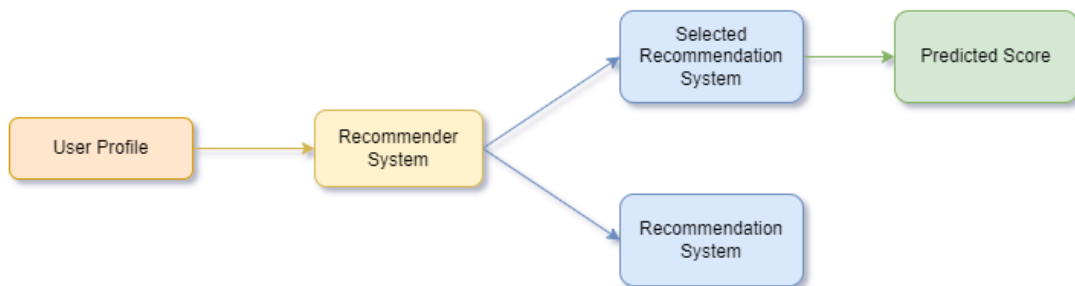 User Profile
Recommender
System
Selected
Recommendation
System
Predicted Score
Recommendation
System